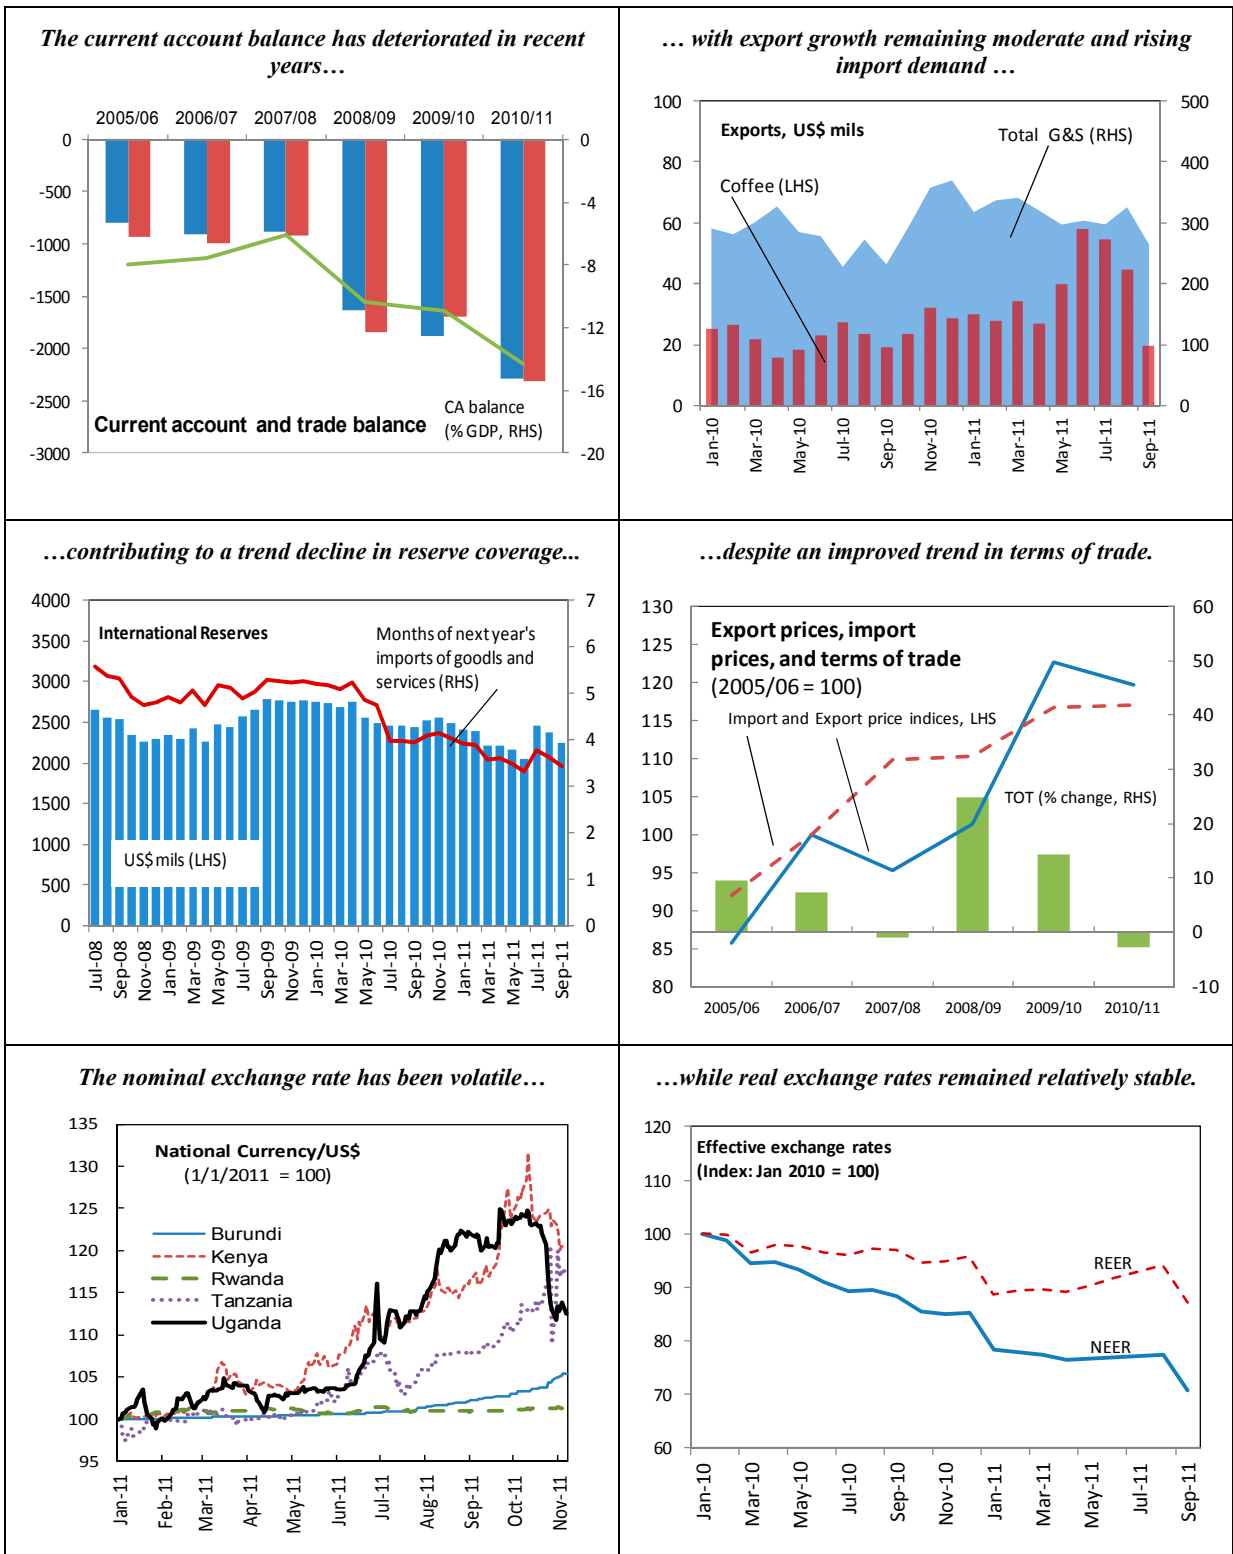 The current account balance has deteriorated in recent
years…
2005/06 2006/07 2007/08 2008/09 2009/10 2010/11
0
-500
-1000
-1500
-2000
-2500
-3000
0
-4
-8
-12
-16
-20
Current account and trade balance
CA balance
(% GDP, RHS)
… with export growth remaining moderate and rising
import demand …
100
80
60
40
20
0
500
400
300
200
100
0
Exports, US$ mils
Total G&S (RHS)
Coffee (LHS)
Jan-10
Mar-10
May-10
Jul-10
Sep-10
Nov-10
Jan-11
Mar-11
May-11
Jul-11
Sep-11
…contributing to a trend decline in reserve coverage...
4000
3500
3000
2500
2000
1500
1000
500
0
7
6
5
4
3
2
1
0
International Reserves
Months of next year's
imports of goodls and
services (RHS)
US$ mils (LHS)
Jul-08
Sep-08
Nov-08
Jan-09
Mar-09
May-09
Jul-09
Sep-09
Nov-09
Jan-10
Mar-10
May-10
Jul-10
Sep-10
Nov-10
Jan-11
Mar-11
May-11
Jul-11
Sep-11
…despite an improved trend in terms of trade.
130
125
120
115
110
105
100
95
90
85
80
60
50
40
30
20
10
0
-10
Export prices, import
prices, and terms of trade
(2005/06 = 100)
Import and Export price indices, LHS
TOT (% change, RHS)
2005/06 2006/07 2007/08 2008/09 2009/10 2010/11
The nominal exchange rate has been volatile…
135
130
125
120
115
110
105
100
95
National Currency/US$
(1/1/2011 = 100)
Burundi
Kenya
Rwanda
Tanzania
Uganda
Jan-11
Feb-11
Mar-11
Apr-11
May-11
Jun-11
Jul-11
Aug-11
Sep-11
Oct-11
Nov-11
…while real exchange rates remained relatively stable.
120
110
100
90
80
70
60
Effective exchange rates
(Index: Jan 2010 = 100)
REER
NEER
Jan-10
Mar-10
May-10
Jul-10
Sep-10
Nov-10
Jan-11
Mar-11
May-11
Jul-11
Sep-11